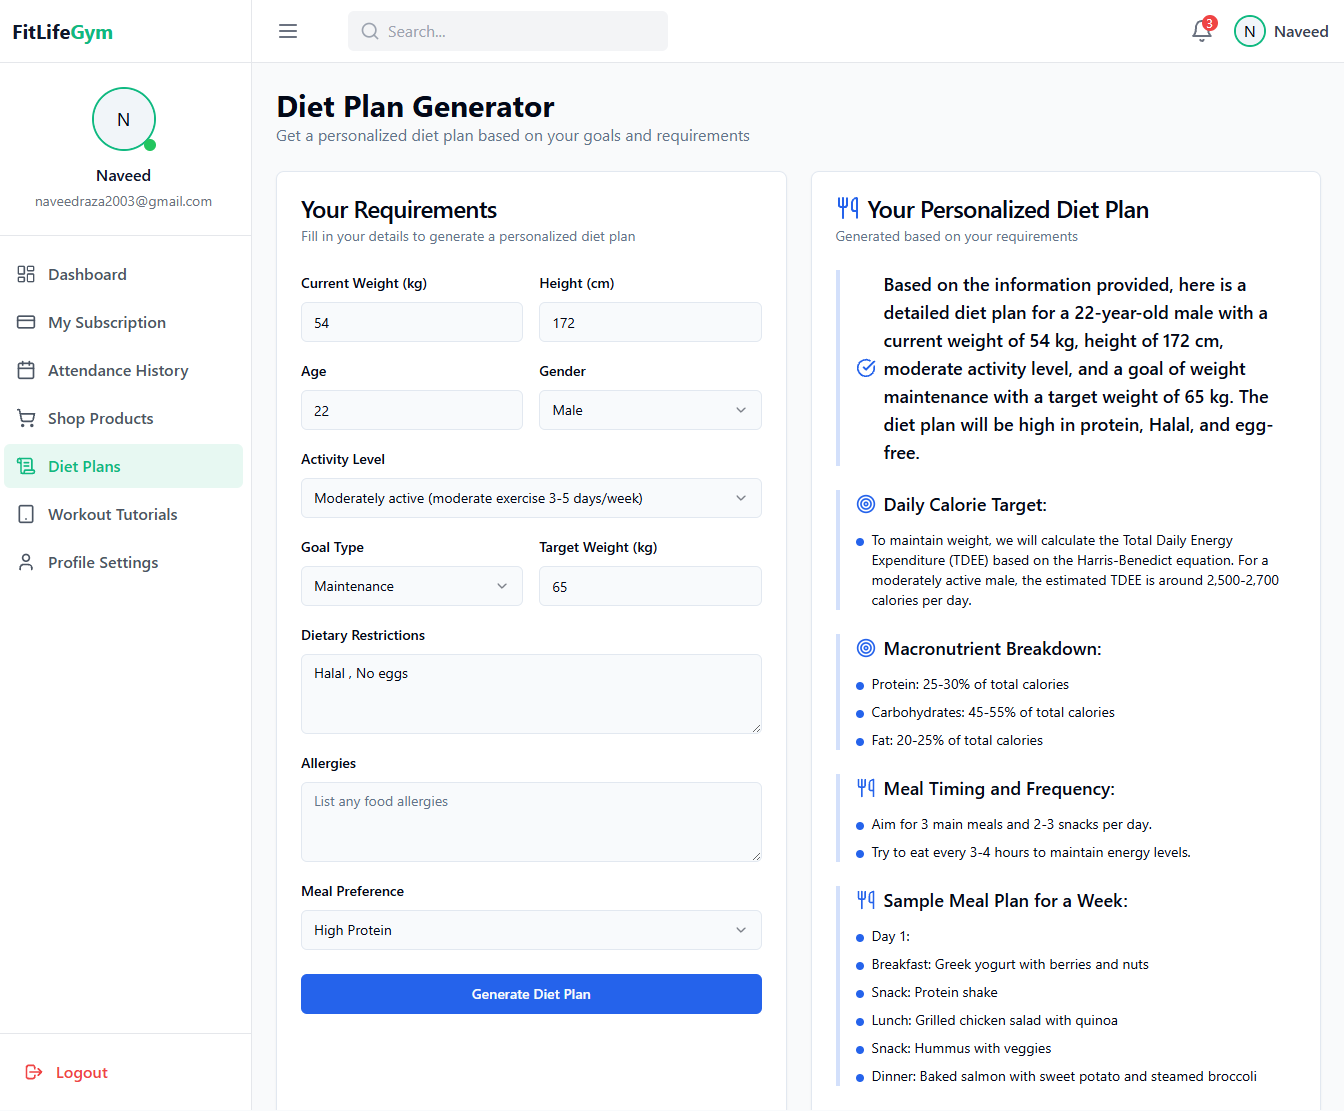 FitLifeGym
Search...
3
N
Naveed
N
Naveed
naveedraza2003@gmail.com
Dashboard
My Subscription
Attendance History
Shop Products
Diet Plans
Workout Tutorials
Profile Settings
Logout
Diet Plan Generator
Get a personalized diet plan based on your goals and requirements
Your Requirements
Fill in your details to generate a personalized diet plan
Current Weight (kg)
Height (cm)
54
172
Age
Gender
22
Male
Activity Level
Moderately active (moderate exercise 3-5 days/week)
Goal Type
Target Weight (kg)
Maintenance
65
Dietary Restrictions
Halal , No eggs
Allergies
List any food allergies
Meal Preference
High Protein
Generate Diet Plan
Your Personalized Diet Plan
Generated based on your requirements
Based on the information provided, here is a
detailed diet plan for a 22-year-old male with a
current weight of 54 kg, height of 172 cm,
moderate activity level, and a goal of weight
maintenance with a target weight of 65 kg. The
diet plan will be high in protein, Halal, and egg-
free.
Daily Calorie Target:
To maintain weight, we will calculate the Total Daily Energy
Expenditure (TDEE) based on the Harris-Benedict equation. For a
moderately active male, the estimated TDEE is around 2,500-2,700
calories per day.
Macronutrient Breakdown:
Protein: 25-30% of total calories
Carbohydrates: 45-55% of total calories
Fat: 20-25% of total calories
Meal Timing and Frequency:
Aim for 3 main meals and 2-3 snacks per day.
Try to eat every 3-4 hours to maintain energy levels.
Sample Meal Plan for a Week:
Day 1:
Breakfast: Greek yogurt with berries and nuts
Snack: Protein shake
Lunch: Grilled chicken salad with quinoa
Snack: Hummus with veggies
Dinner: Baked salmon with sweet potato and steamed broccoli